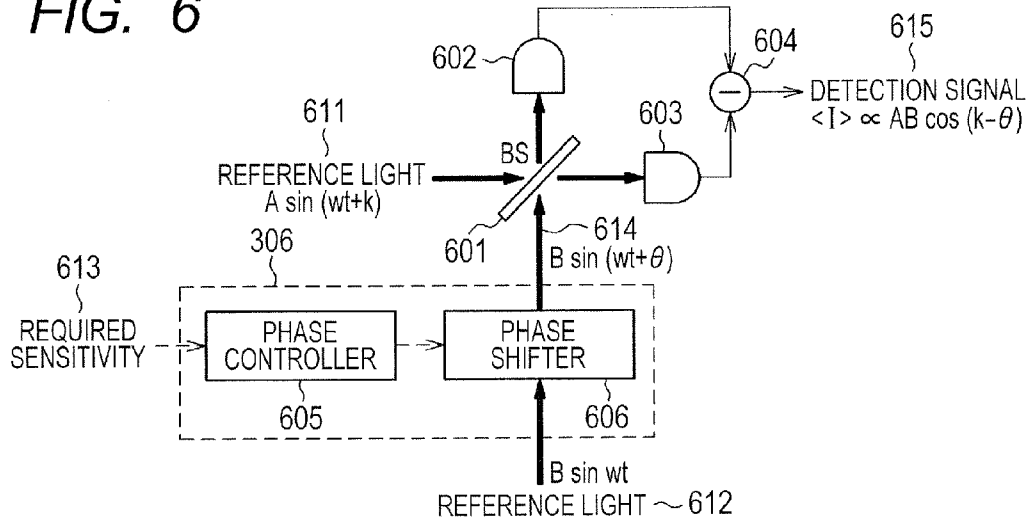 FIG. 6
602
604
615
DETECTION SIGNAL
<I> ∝ AB cos (k-θ)
603
611
REFERENCE LIGHT
A sin (wt+k)
BS
601
614
B sin (wt+θ)
306
613
REQUIRED
SENSITIVITY
PHASE
CONTROLLER
605
PHASE
SHIFTER
606
B sin wt
REFERENCE LIGHT ~ 612